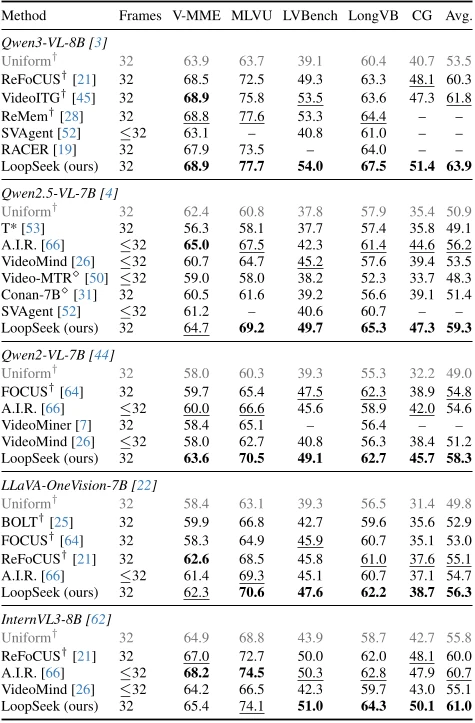 Method Frames V-MME MLVU LVBench LongVB CG Avg.
Qwen3-VL-8B [3]
Uniform† 32 63.9 63.7 39.1 60.4 40.7 53.5
ReFoCUS† [21] 32 68.5 72.5 49.3 63.3 48.1 60.3
VideoITG† [45] 32 68.9 75.8 53.5 63.6 47.3 61.8
ReMem† [28] 32 68.8 77.6 53.3 64.4 – –
SVAgent [52] ≤32 63.1 – 40.8 61.0 – –
RACER [19] 32 67.9 73.5 – 64.0 – –
LoopSeek (ours) 32 68.9 77.7 54.0 67.5 51.4 63.9
Qwen2.5-VL-7B [4]
Uniform† 32 62.4 60.8 37.8 57.9 35.4 50.9
T* [53] 32 56.3 58.1 37.7 57.4 35.8 49.1
A.I.R. [66] ≤32 65.0 67.5 42.3 61.4 44.6 56.2
VideoMind [26] ≤32 60.7 64.7 45.2 57.6 39.4 53.5
Video-MTR◇ [50] ≤32 59.0 58.0 38.2 52.3 33.7 48.3
Conan-7B◇ [31] 32 60.5 61.6 39.2 56.6 39.1 51.4
SVAgent [52] ≤32 61.2 – 40.6 60.7 – –
LoopSeek (ours) 32 64.7 69.2 49.7 65.3 47.3 59.3
Qwen2-VL-7B [44]
Uniform† 32 58.0 60.3 39.3 55.3 32.2 49.0
FOCUS† [64] 32 59.7 65.4 47.5 62.3 38.9 54.8
A.I.R. [66] ≤32 60.0 66.6 45.6 58.9 42.0 54.6
VideoMiner [7] 32 58.4 65.1 – 56.4 – –
VideoMind [26] ≤32 58.0 62.7 40.8 56.3 38.4 51.2
LoopSeek (ours) 32 63.6 70.5 49.1 62.7 45.7 58.3
LLaVA-OneVision-7B [22]
Uniform† 32 58.4 63.1 39.3 56.5 31.4 49.8
BOLT† [25] 32 59.9 66.8 42.7 59.6 35.6 52.9
FOCUS† [64] 32 58.3 64.9 45.9 60.7 35.1 53.0
ReFoCUS† [21] 32 62.6 68.5 45.8 61.0 37.6 55.1
A.I.R. [66] ≤32 61.4 69.3 45.1 60.7 37.1 54.7
LoopSeek (ours) 32 62.3 70.6 47.6 62.2 38.7 56.3
InternVL3-8B [62]
Uniform† 32 64.9 68.8 43.9 58.7 42.7 55.8
ReFoCUS† [21] 32 67.0 72.7 50.0 62.0 48.1 60.0
A.I.R. [66] ≤32 68.2 74.5 50.3 62.8 47.9 60.7
VideoMind [26] ≤32 64.2 66.5 42.3 59.7 43.0 55.1
LoopSeek (ours) 32 65.4 74.1 51.0 64.3 50.1 61.0